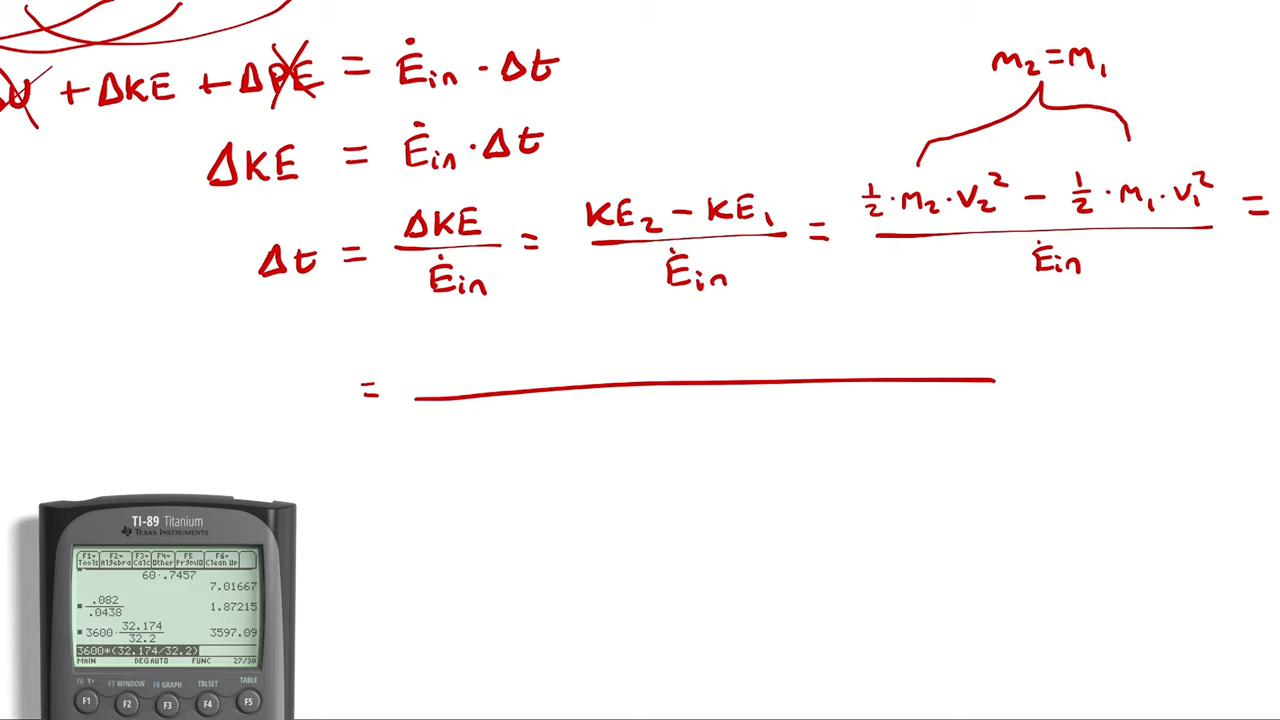 U + ΔKE + ΔPE = Ėin · Δt
m₂ = m₁
ΔKE = Ėin · Δt
Δt = ΔKE / Ėin = KE₂ − KE₁ / Ėin = ½ · m₂ · v₂² − ½ · m₁ · v₁² / Ėin =
=
TI-89 Titanium
TEXAS INSTRUMENTS
F1 Tools F2 Algebra F3 Calc F4 Other F5 PrgmIO F6 Clean Up
60·.7457
7.01667
.082 / .0438 1.87215
3600·32.174 / 32.2 3597.09
3600*(32.174/32.2)
MAIN DEG AUTO FUNC 27/30
F6 Y= F7 WINDOW F8 GRAPH TBLSET TABLE
F1 F2 F3 F4 F5